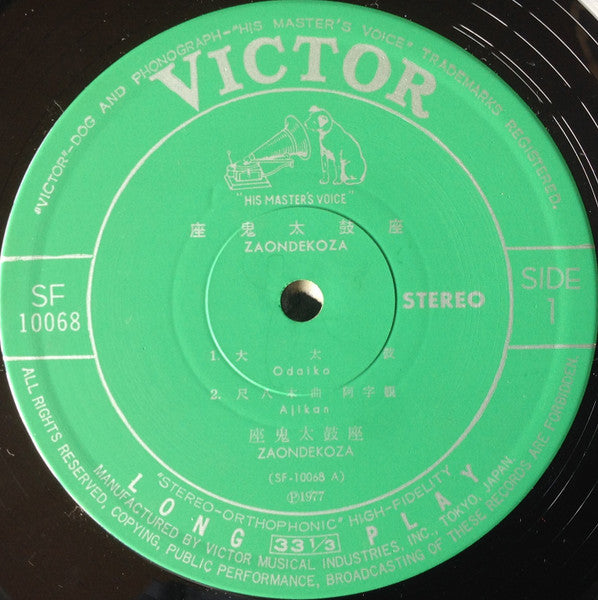 "VICTOR"-DOG AND PHONOGRAPH-"HIS MASTER'S VOICE" TRADEMARKS REGISTERED.
VICTOR
"HIS MASTER'S VOICE"
座鬼太鼓座
ZAONDEKOZA
SF
10068
STEREO
SIDE
1
1. 大太鼓
Odaiko
2. 尺八本曲 阿字観
Ajikan
座鬼太鼓座
ZAONDEKOZA
(SF-10068 A)
Ⓟ1977
"STEREO-ORTHOPHONIC" HIGH-FIDELITY
LONG 33 1/3 PLAY
MANUFACTURED BY VICTOR MUSICAL INDUSTRIES, INC., TOKYO, JAPAN.
ALL RIGHTS RESERVED, COPYING, PUBLIC PERFORMANCE, BROADCASTING OF THESE RECORDS ARE FORBIDDEN.